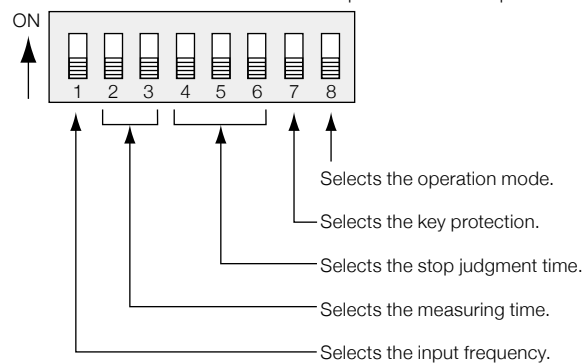 ON
1 2 3 4 5 6 7 8
Selects the operation mode.
Selects the key protection.
Selects the stop judgment time.
Selects the measuring time.
Selects the input frequency.